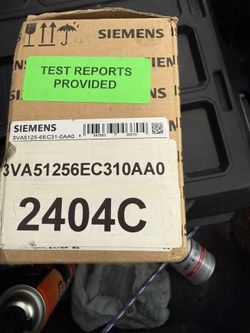 SIEMENS
TEST REPORTS
PROVIDED
SIEMENS
3VA5125-6EC31-0AA0
3VA51256EC310AA0
2404C